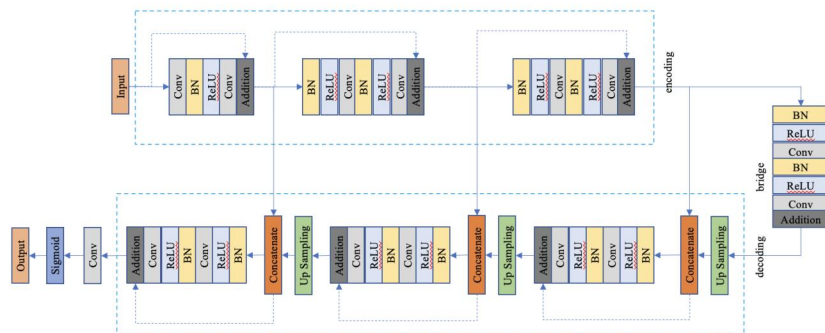 Input
Conv
BN
ReLU
Conv
Addition
BN
ReLU
Conv
BN
ReLU
Conv
Addition
BN
ReLU
Conv
BN
ReLU
Conv
Addition
encoding
BN
ReLU
Conv
BN
ReLU
Conv
Addition
bridge
Output
Sigmoid
Conv
Addition
Conv
ReLU
BN
Conv
ReLU
BN
Concatenate
Up Sampling
Addition
Conv
ReLU
BN
Conv
ReLU
BN
Concatenate
Up Sampling
Addition
Conv
ReLU
BN
Conv
ReLU
BN
Concatenate
Up Sampling
decoding